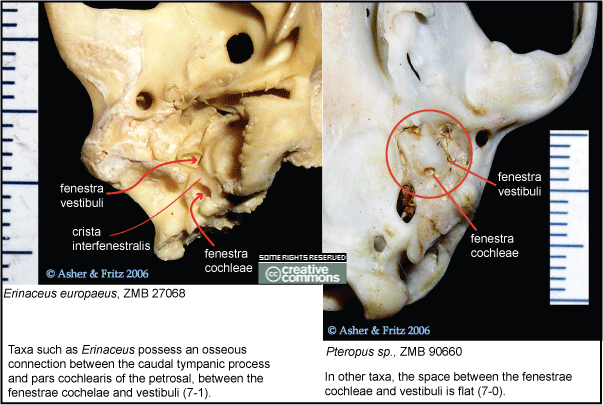 fenestra
vestibuli
crista
interfenestralis
fenestra
cochleae
© Asher & Fritz 2006
SOME RIGHTS RESERVED
cc creative
commons
Erinaceus europaeus, ZMB 27068
Taxa such as Erinaceus possess an osseous
connection between the caudal tympanic process
and pars cochlearis of the petrosal, between the
fenestrae cochelae and vestibuli (7-1).
fenestra
vestibuli
fenestra
cochleae
© Asher & Fritz 2006
Pteropus sp., ZMB 90660
In other taxa, the space between the fenestrae
cochleae and vestibuli is flat (7-0).